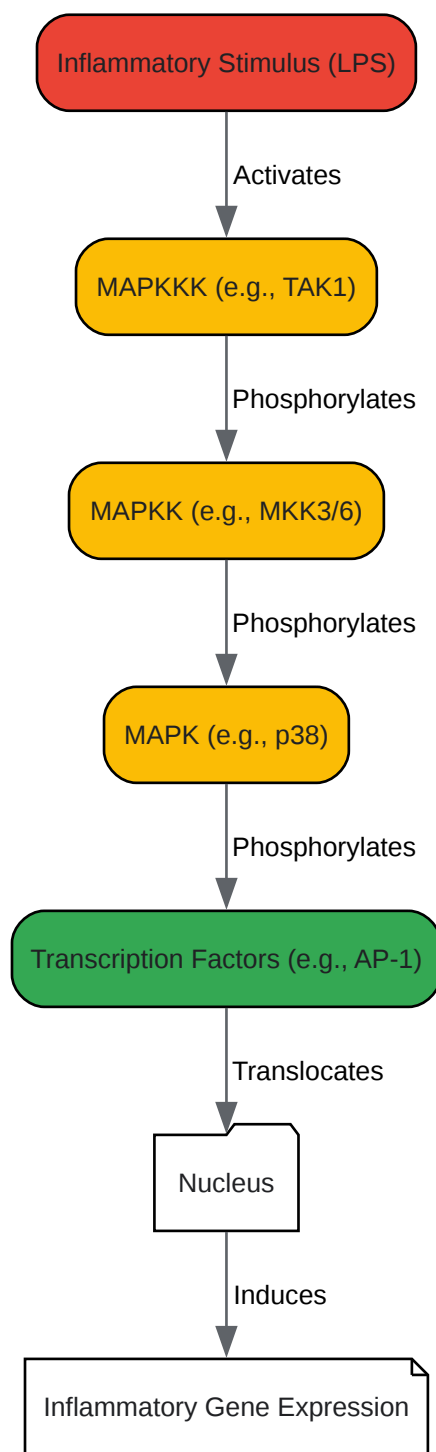 Inflammatory Stimulus (LPS)
Activates
MAPKKK (e.g., TAK1)
Phosphorylates
MAPKK (e.g., MKK3/6)
Phosphorylates
MAPK (e.g., p38)
Phosphorylates
Transcription Factors (e.g., AP-1)
Translocates
Nucleus
Induces
Inflammatory Gene Expression